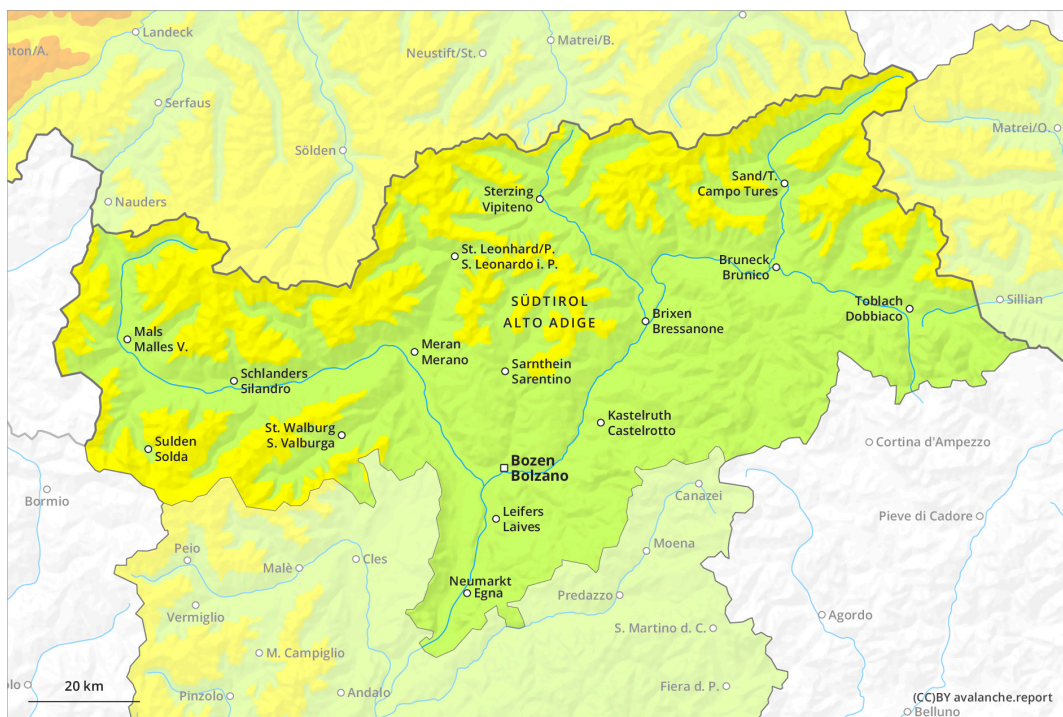 Landeck
nton/A.
Matrei/B.
Neustift/St.
Serfaus
Matrei/O.
Sölden
Sand/T.
Campo Tures
Sterzing
Vipiteno
Nauders
St. Leonhard/P.
S. Leonardo i. P.
Bruneck
Brunico
SÜDTIROL
ALTO ADIGE
Toblach
Dobbiaco
Sillian
Brixen
Bressanone
Mals
Malles V.
Meran
Merano
Sarnthein
Sarentino
Schlanders
Silandro
Kastelruth
Castelrotto
St. Walburg
S. Valburga
Sulden
Solda
Cortina d'Ampezzo
Bozen
Bolzano
Bormio
Canazei
Leifers
Laives
Pieve di Cadore
Peio
Moena
Cles
Malè
Neumarkt
Egna
Predazzo
Vermiglio
Agordo
S. Martino d. C.
M. Campiglio
olo
20 km
Pinzolo
Andalo
Fiera d. P.
(CC)BY avalanche.report
Belluno